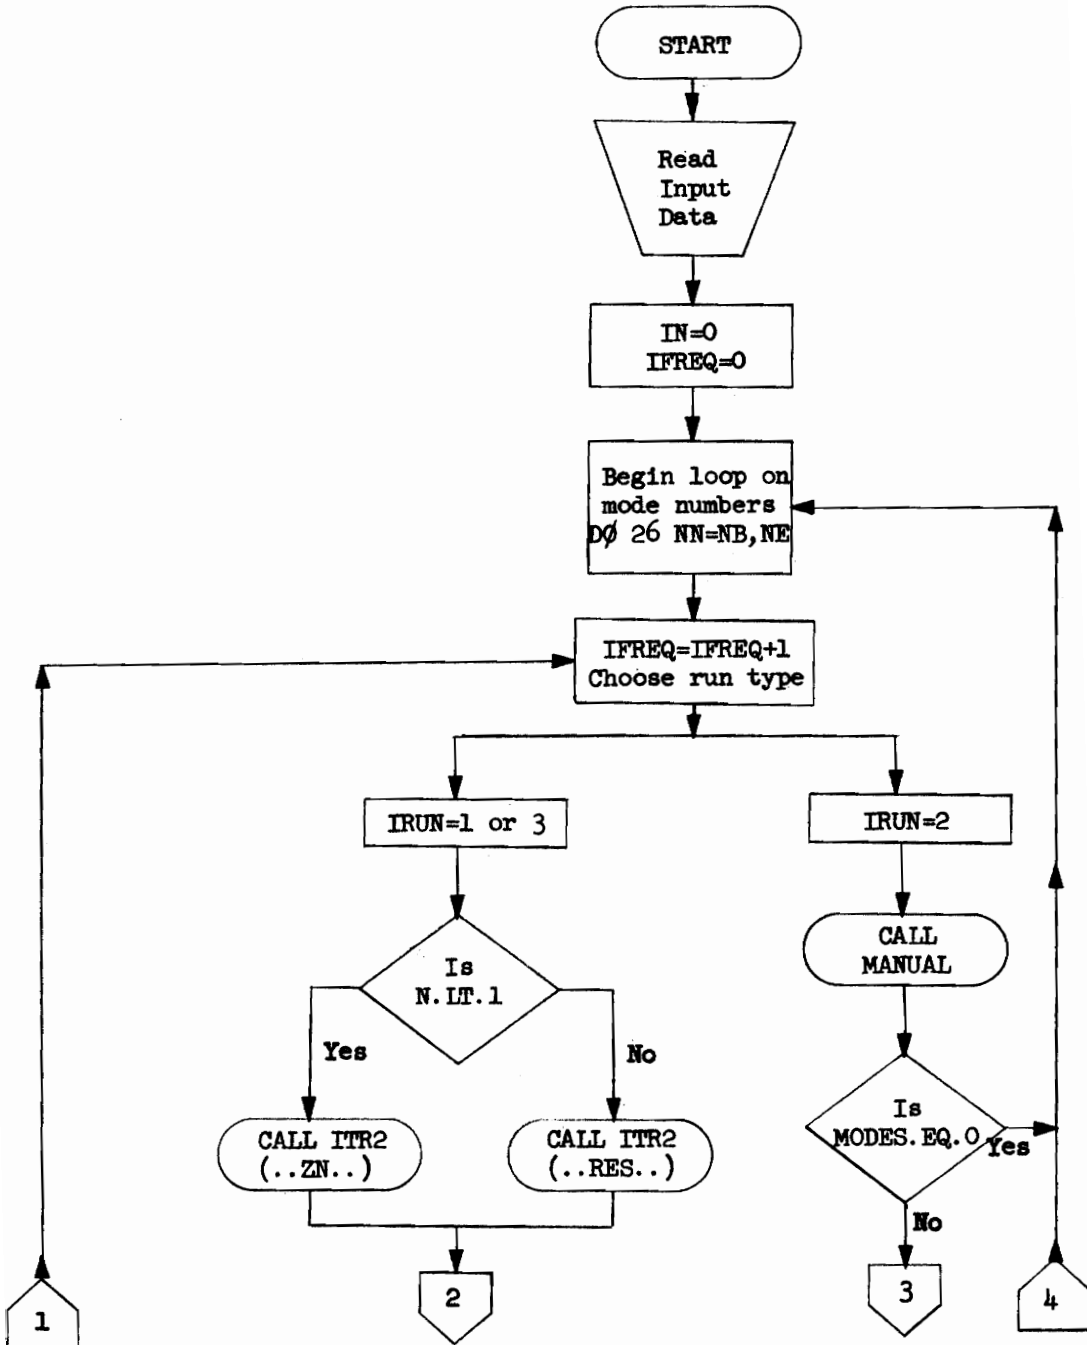 START
Read
Input
Data
IN=0
IFREQ=0
Begin loop on
mode numbers
DØ 26 NN=NB,NE
IFREQ=IFREQ+1
Choose run type
IRUN=1 or 3
IRUN=2
Is
N.LT.1
Yes
No
CALL ITR2
(..ZN..)
CALL ITR2
(..RES..)
CALL
MANUAL
Is
MODES.EQ.0
Yes
No
1
2
3
4